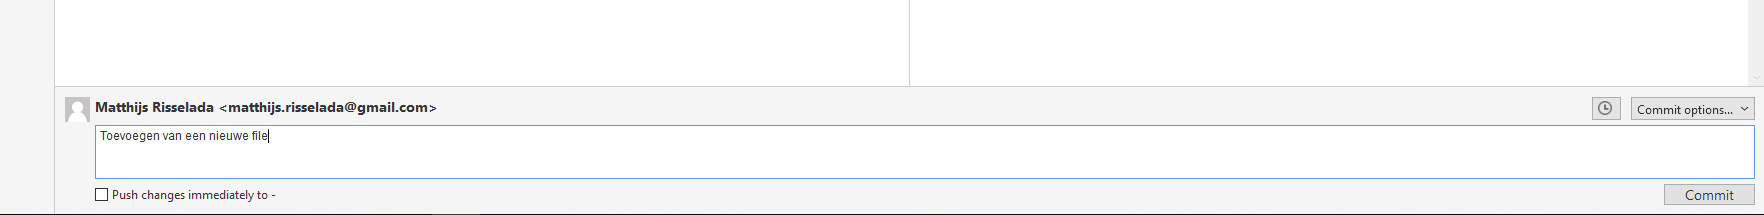 Matthijs Risselada <matthijs.risselada@gmail.com>
Commit options...
Toevoegen van een nieuwe file
Push changes immediately to -
Commit